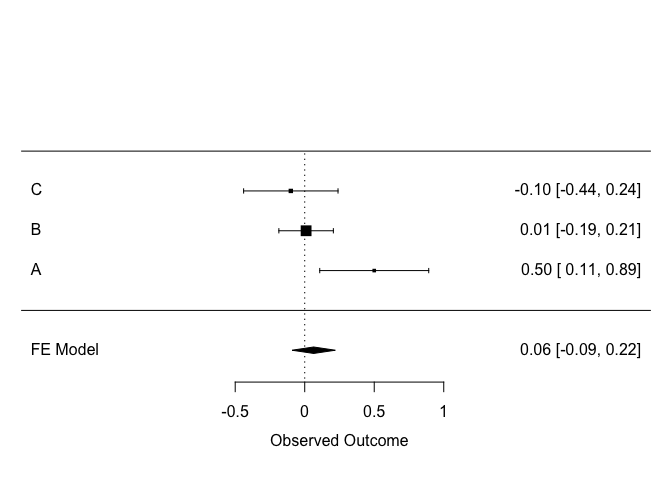 C -0.10 [-0.44, 0.24]
B 0.01 [-0.19, 0.21]
A 0.50 [ 0.11, 0.89]
FE Model 0.06 [-0.09, 0.22]
-0.5 0 0.5 1
Observed Outcome